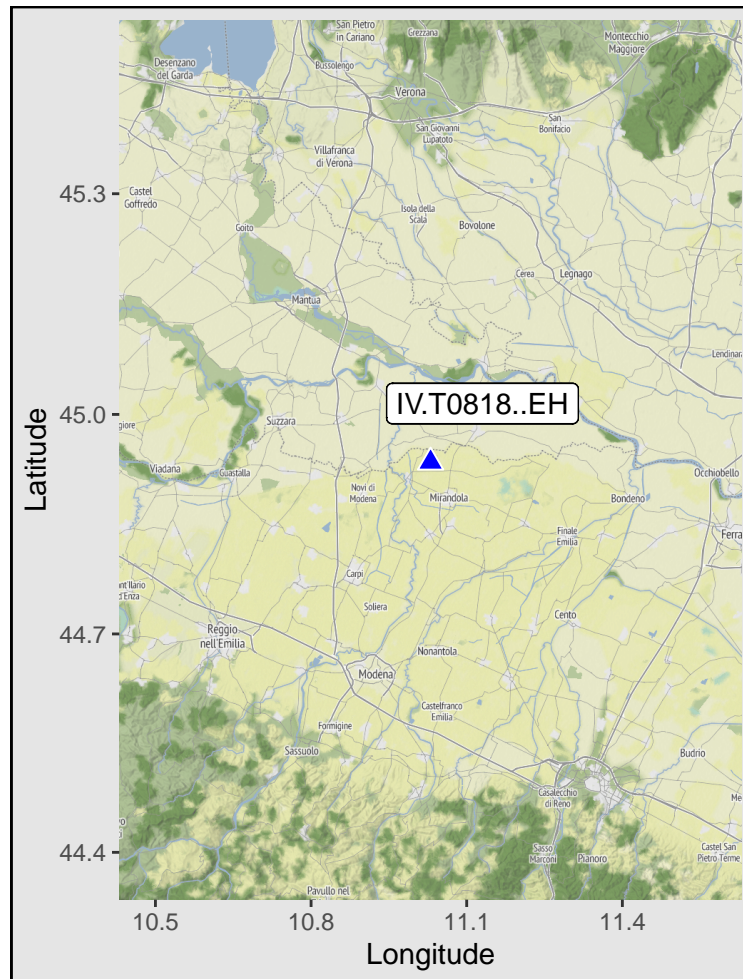 San Pietro
in Cariano
Grezzana
Montecchio
Maggiore
Desenzano
del Garda
Bussolengo
Verona
San Giovanni
Lupatoto
San
Bonifacio
Villafranca
di Verona
45.3
Castel
Goffredo
Isola della
Scala
Bovolone
Goito
Cerea
Legnago
Mantua
Lendinara
IV.T0818..EH
45.0
Suzzara
Viadana
Guastalla
Occhiobello
Novi di
Modena
Mirandola
Bondeno
Ferra
Finale
Emilia
Carpi
Soliera
Cento
44.7
Reggio
nell'Emilia
Nonantola
Modena
Castelfranco
Emilia
Formigine
Sassuolo
Budrio
Casalecchio
di Reno
44.4
Sasso
Marconi
Pianoro
Castel San
Pietro Terme
Pavullo nel
10.5
10.8
11.1
11.4
Longitude
Latitude